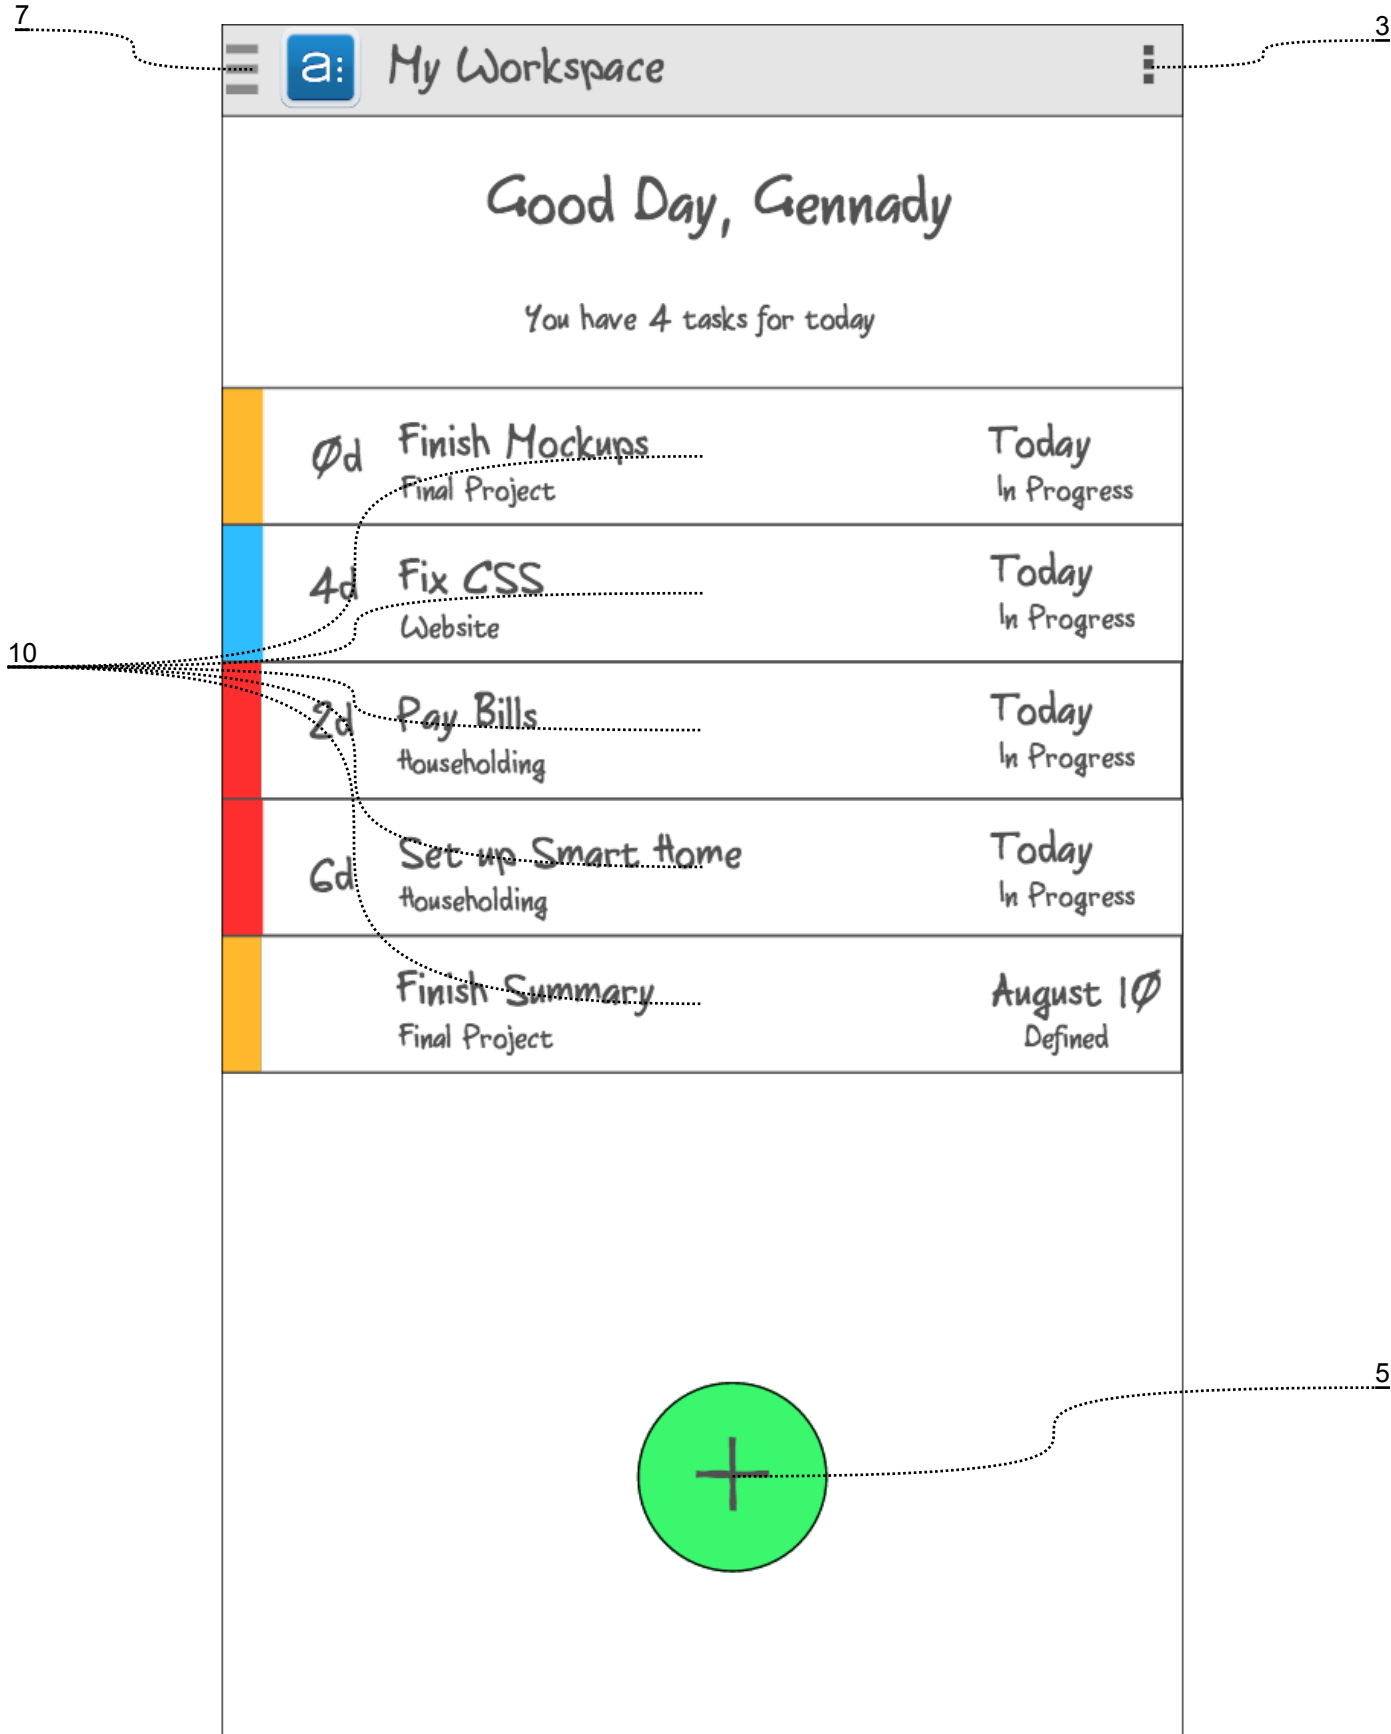 7
3
a:
My Workspace
Good Day, Gennady
You have 4 tasks for today
0d
Finish Mockups
Today
Final Project
In Progress
4d
Fix CSS
Today
Website
In Progress
10
2d
Pay Bills
Today
Householding
In Progress
6d
Set up Smart Home
Today
Householding
In Progress
Finish Summary
August 10
Final Project
Defined
5
+